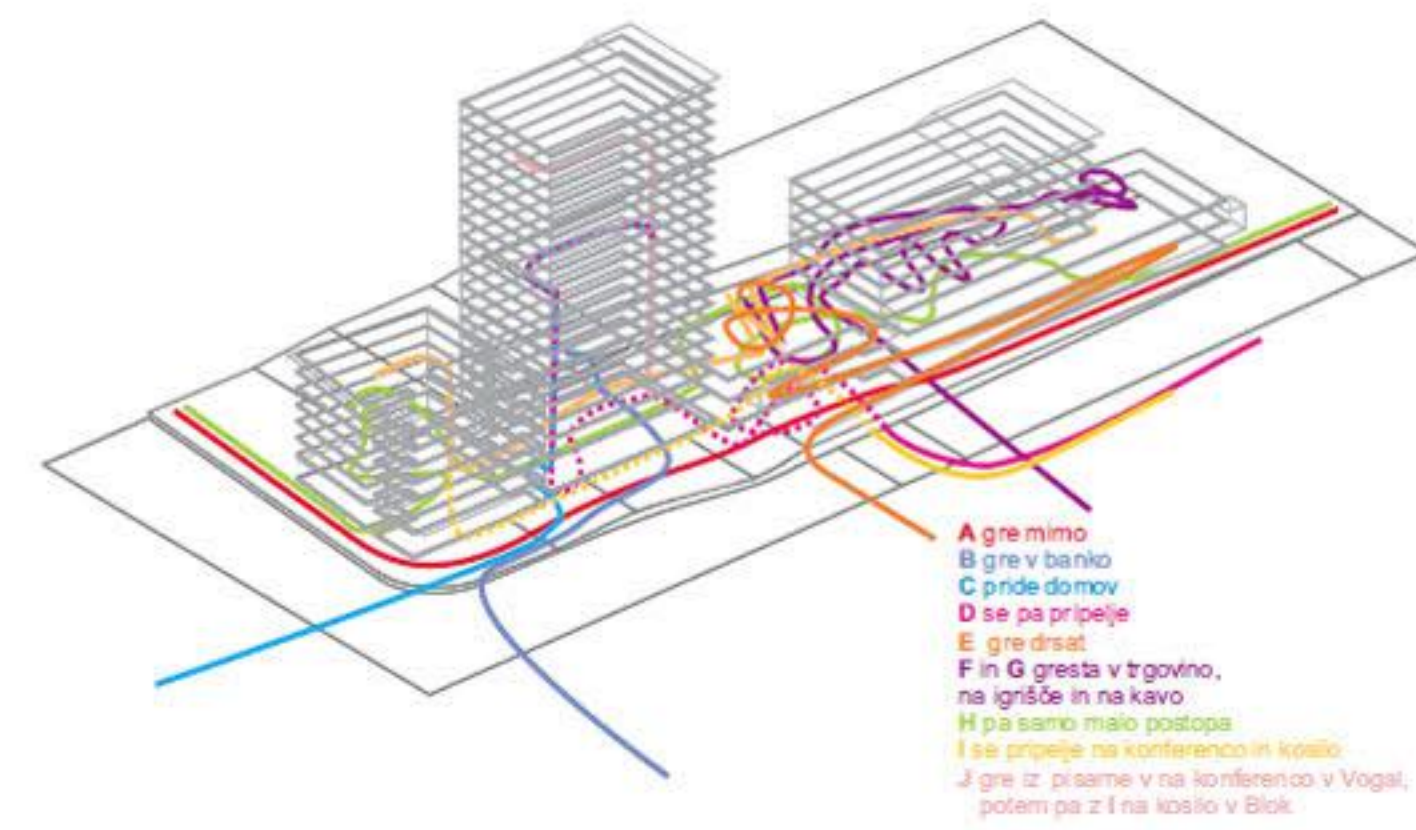 A gre mimo
B gre v banko
C pride domov
D se pa pripelje
E gre drsat
F in G gresta v trgovino,
na igrišče in na kavo
H pa samo malo postopa
I se pripelje na konferenco in kosilo
J gre iz pisarne v na konferenco v Vogal,
potem pa z I na kosilo v Blok.